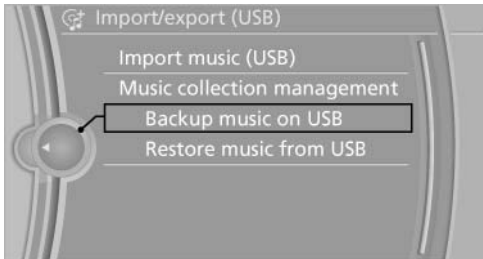 Import/export (USB)
Import music (USB)
Music collection management
Backup music on USB
Restore music from USB